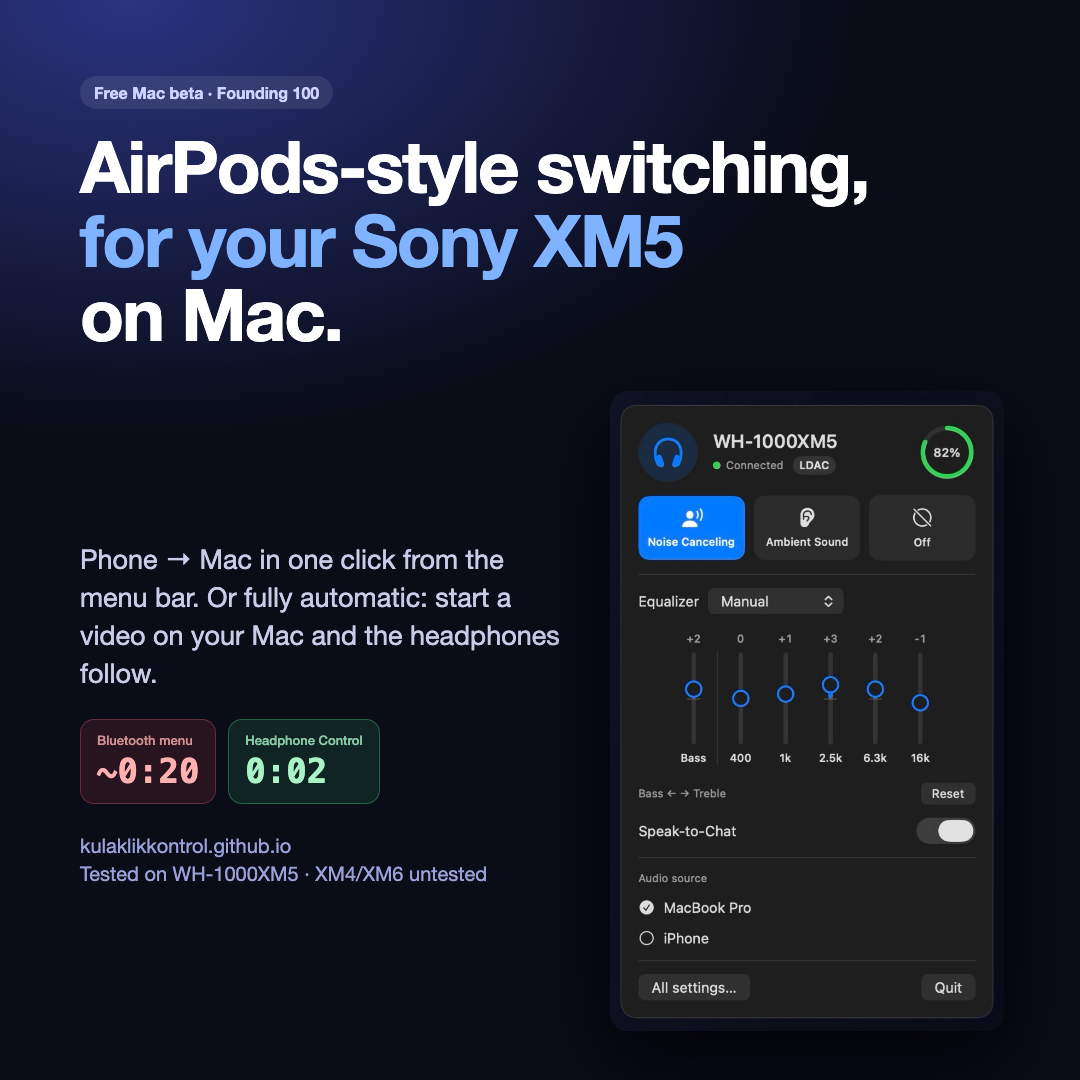 Free Mac beta · Founding 100
AirPods-style switching,
for your Sony XM5
on Mac.
Phone → Mac in one click from the
menu bar. Or fully automatic: start a
video on your Mac and the headphones
follow.
Bluetooth menu
~0:20
Headphone Control
0:02
kulaklikkontrol.github.io
Tested on WH-1000XM5 · XM4/XM6 untested
WH-1000XM5
Connected LDAC
82%
Noise Canceling
Ambient Sound
Off
Equalizer Manual
+2 0 +1 +3 +2 -1
Bass 400 1k 2.5k 6.3k 16k
Bass ← → Treble Reset
Speak-to-Chat
Audio source
MacBook Pro
iPhone
All settings... Quit